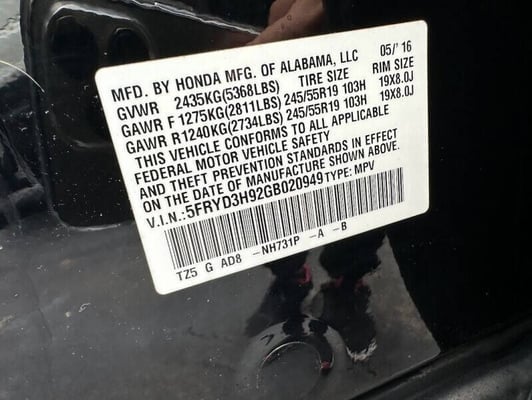 MFD. BY HONDA MFG. OF ALABAMA, LLC 05/'16
GVWR 2435KG(5368LBS) TIRE SIZE RIM SIZE
GAWR F 1275KG(2811LBS) 245/55R19 103H 19X8.0J
GAWR R 1240KG(2734LBS) 245/55R19 103H 19X8.0J
THIS VEHICLE CONFORMS TO ALL APPLICABLE
FEDERAL MOTOR VEHICLE SAFETY
AND THEFT PREVENTION STANDARDS IN EFFECT
ON THE DATE OF MANUFACTURE SHOWN ABOVE.
V.I.N.:5FRYD3H92GB020949 TYPE: MPV
TZ5 G AD8 -NH731P -A -B